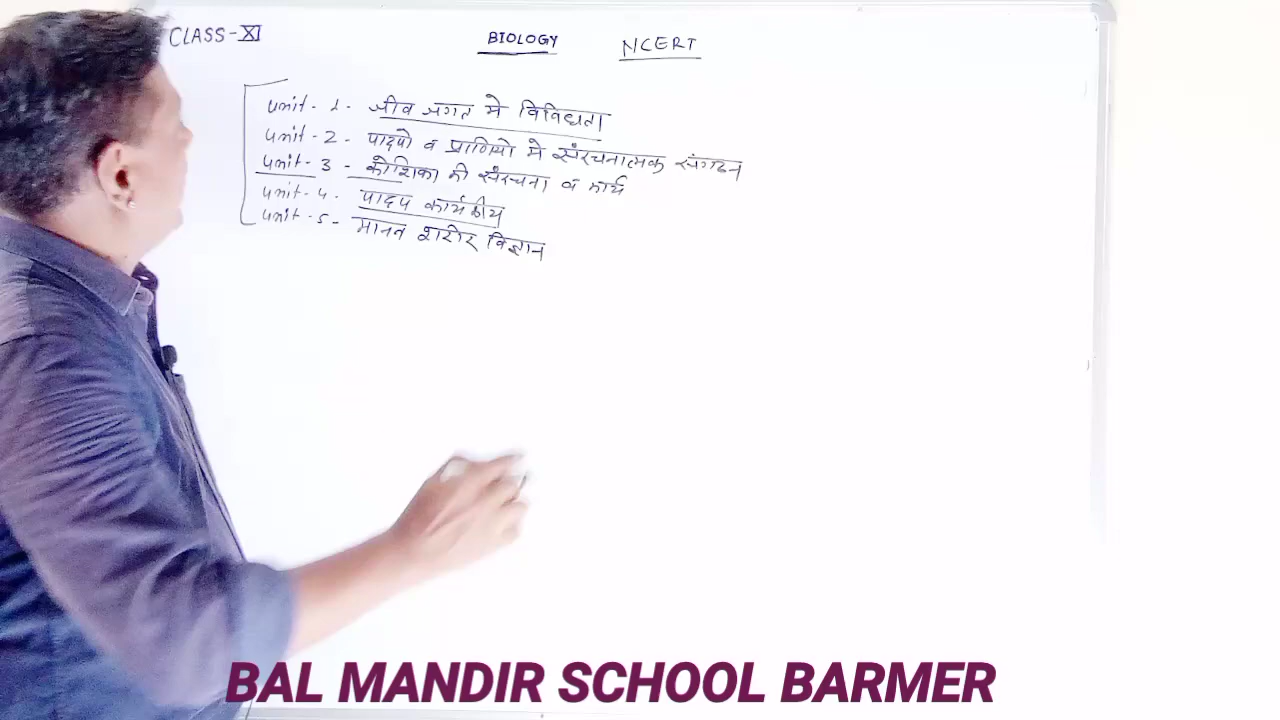 CLASS-XI
BIOLOGY NCERT
Unit - 1 - जीव जगत मे विविधता
Unit - 2 - पादपो व प्राणियो मे संरचनात्मक संगठन
Unit - 3 - कोशिका की संरचना व कार्य
Unit - 4 - पादप कार्यकीय
Unit - 5 - मानव शरीर विज्ञान
BAL MANDIR SCHOOL BARMER